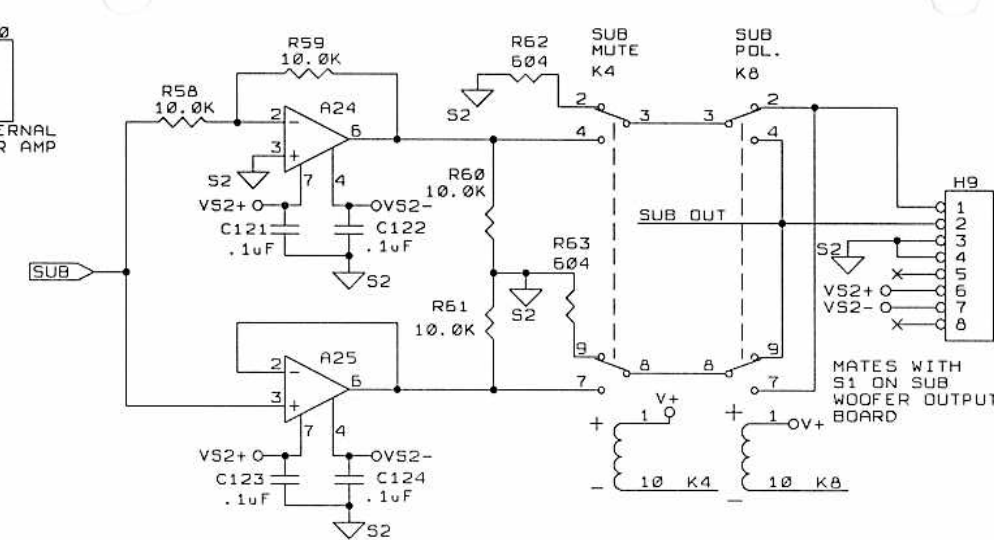 0
ERNAL
R AMP
R59
10.0K
R58
10.0K
2
3
A24
6
7
4
S2
VS2+
VS2-
C121
.1uF
C122
.1uF
S2
SUB
R60
10.0K
R61
10.0K
S2
R63
604
R62
604
S2
SUB
MUTE
K4
SUB
POL.
K8
2
4
3
3
2
4
SUB OUT
9
7
8
8
9
7
A25
2
3
6
7
4
VS2+
VS2-
C123
.1uF
C124
.1uF
S2
+
1
V+
-
10 K4
+
1
V+
-
10 K8
H9
1
2
3
4
5
6
7
8
S2
VS2+
VS2-
MATES WITH
S1 ON SUB
WOOFER OUTPUT
BOARD